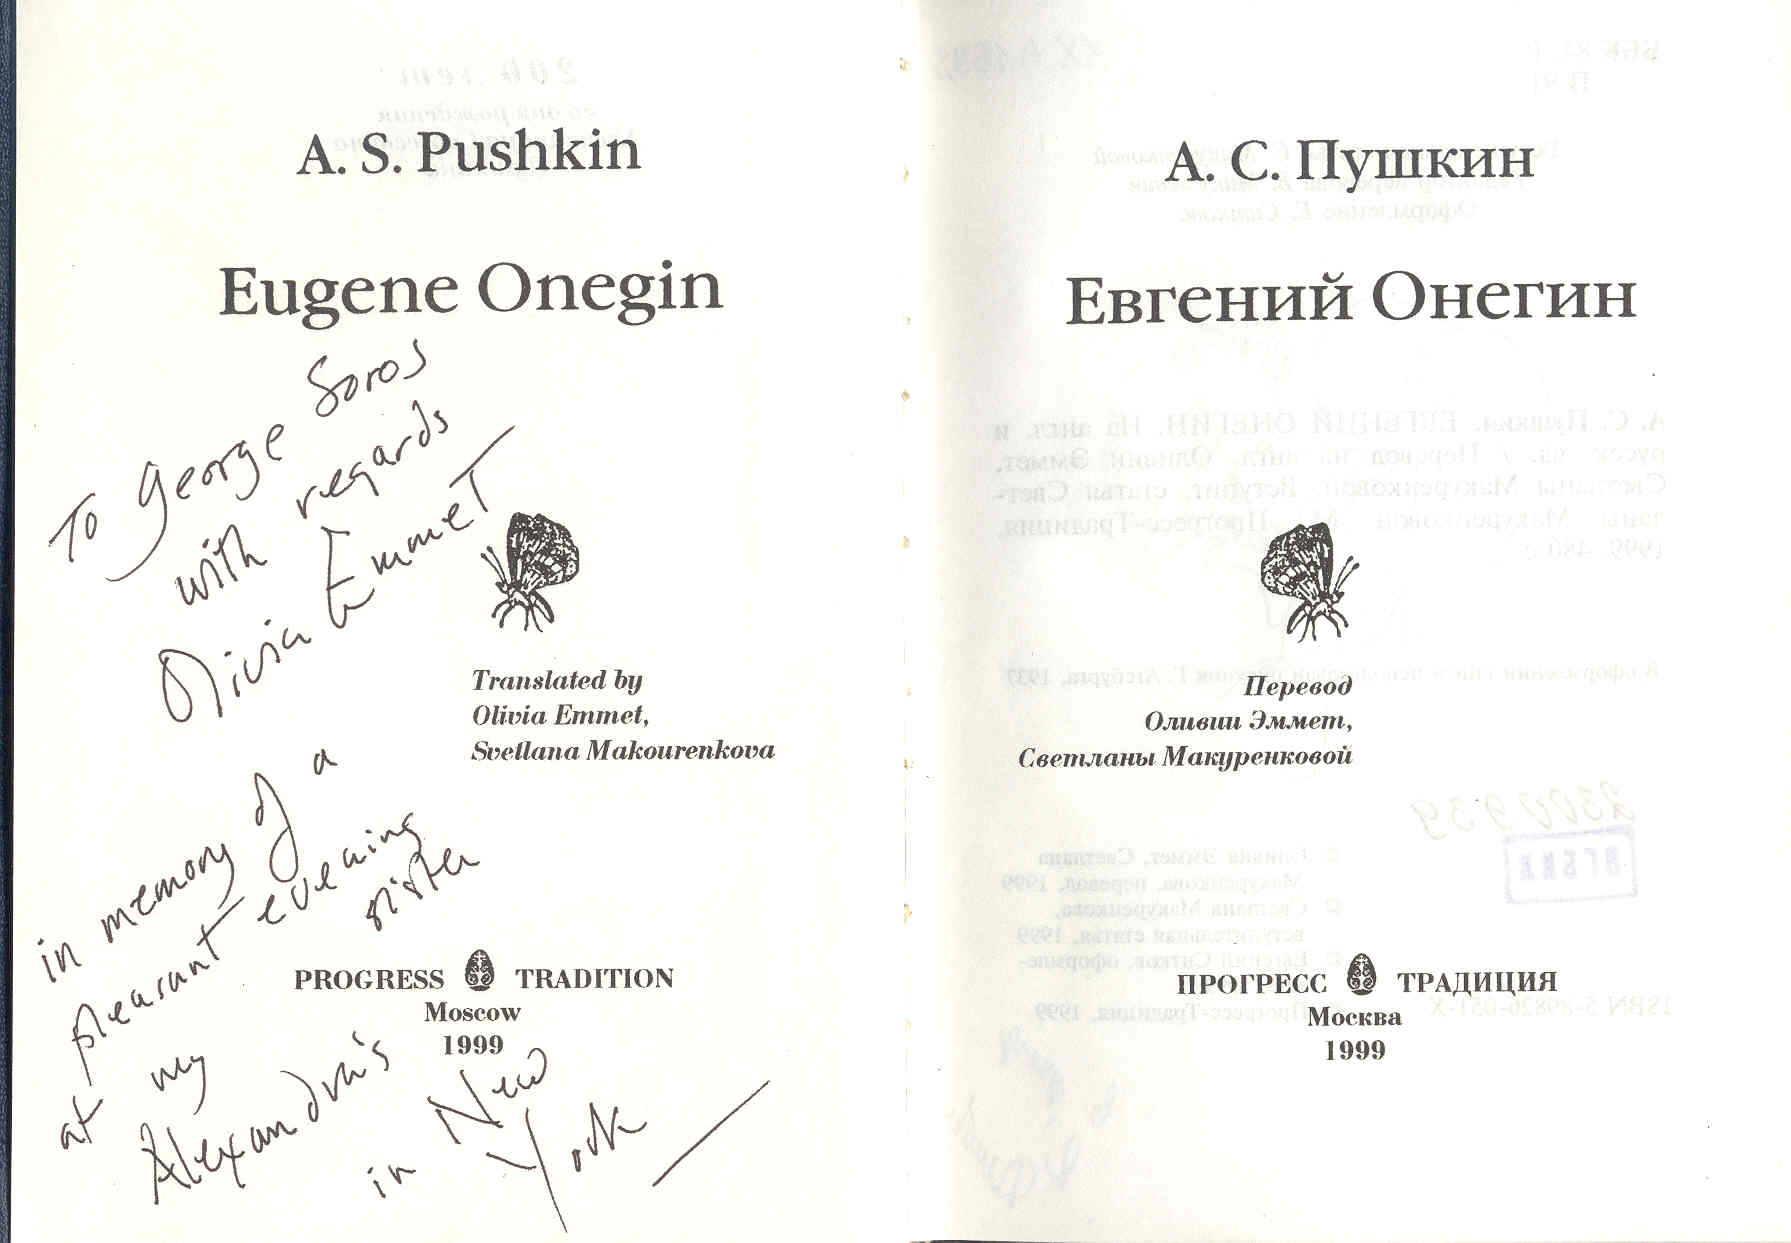 A. S. Pushkin
Eugene Onegin
To George Soros
with regards
Olivia Emmet
Translated by
Olivia Emmet,
Svetlana Makourenkova
in memory of a
pleasant evening
at my sister
Alexandra's
in New
York
PROGRESS TRADITION
Moscow
1999
А. С. Пушкин
Евгений Онегин
Перевод
Оливии Эммет,
Светланы Макуренковой
2300939
ВГБИЛ
ПРОГРЕСС ТРАДИЦИЯ
Москва
1999